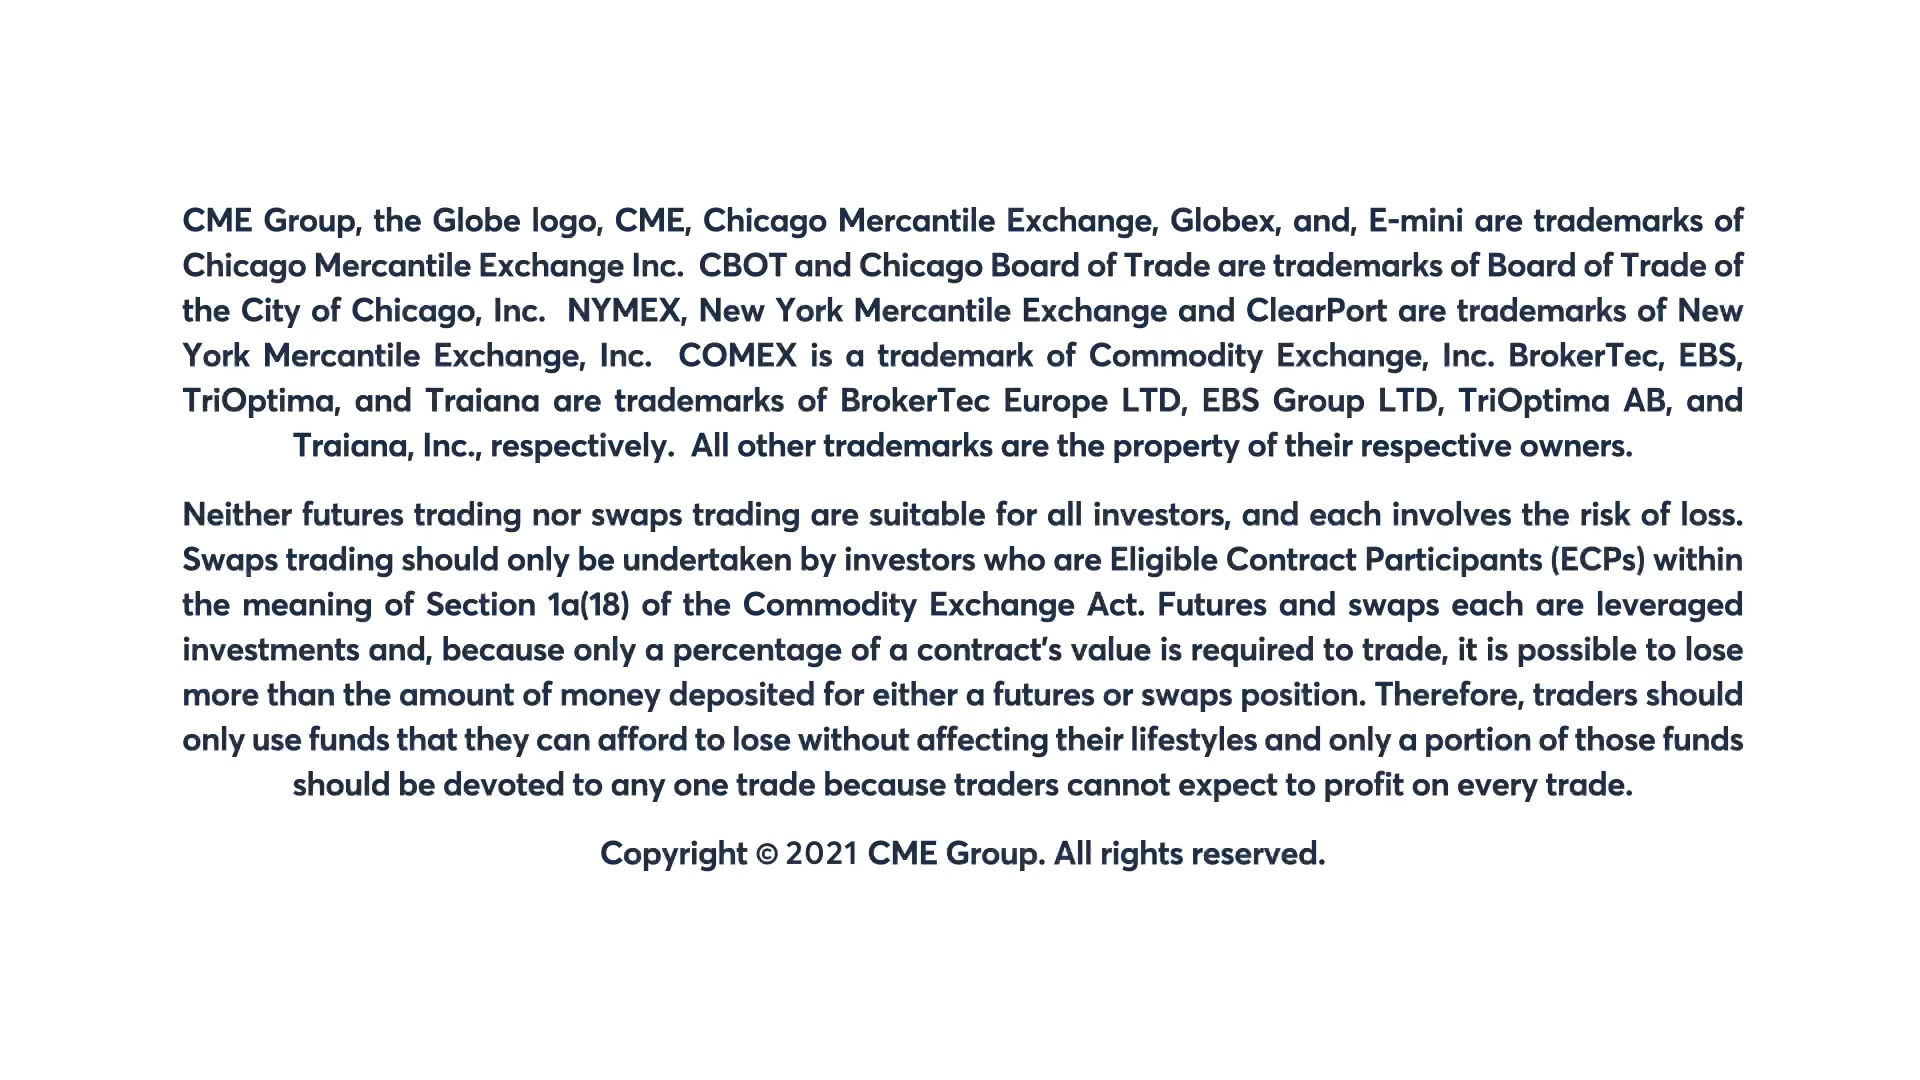 CME Group, the Globe logo, CME, Chicago Mercantile Exchange, Globex, and, E-mini are trademarks of
Chicago Mercantile Exchange Inc.  CBOT and Chicago Board of Trade are trademarks of Board of Trade of
the City of Chicago, Inc.  NYMEX, New York Mercantile Exchange and ClearPort are trademarks of New
York Mercantile Exchange, Inc.  COMEX is a trademark of Commodity Exchange, Inc. BrokerTec, EBS,
TriOptima, and Traiana are trademarks of BrokerTec Europe LTD, EBS Group LTD, TriOptima AB, and
Traiana, Inc., respectively.  All other trademarks are the property of their respective owners.
Neither futures trading nor swaps trading are suitable for all investors, and each involves the risk of loss.
Swaps trading should only be undertaken by investors who are Eligible Contract Participants (ECPs) within
the meaning of Section 1a(18) of the Commodity Exchange Act. Futures and swaps each are leveraged
investments and, because only a percentage of a contract’s value is required to trade, it is possible to lose
more than the amount of money deposited for either a futures or swaps position. Therefore, traders should
only use funds that they can afford to lose without affecting their lifestyles and only a portion of those funds
should be devoted to any one trade because traders cannot expect to profit on every trade.
Copyright © 2021 CME Group. All rights reserved.